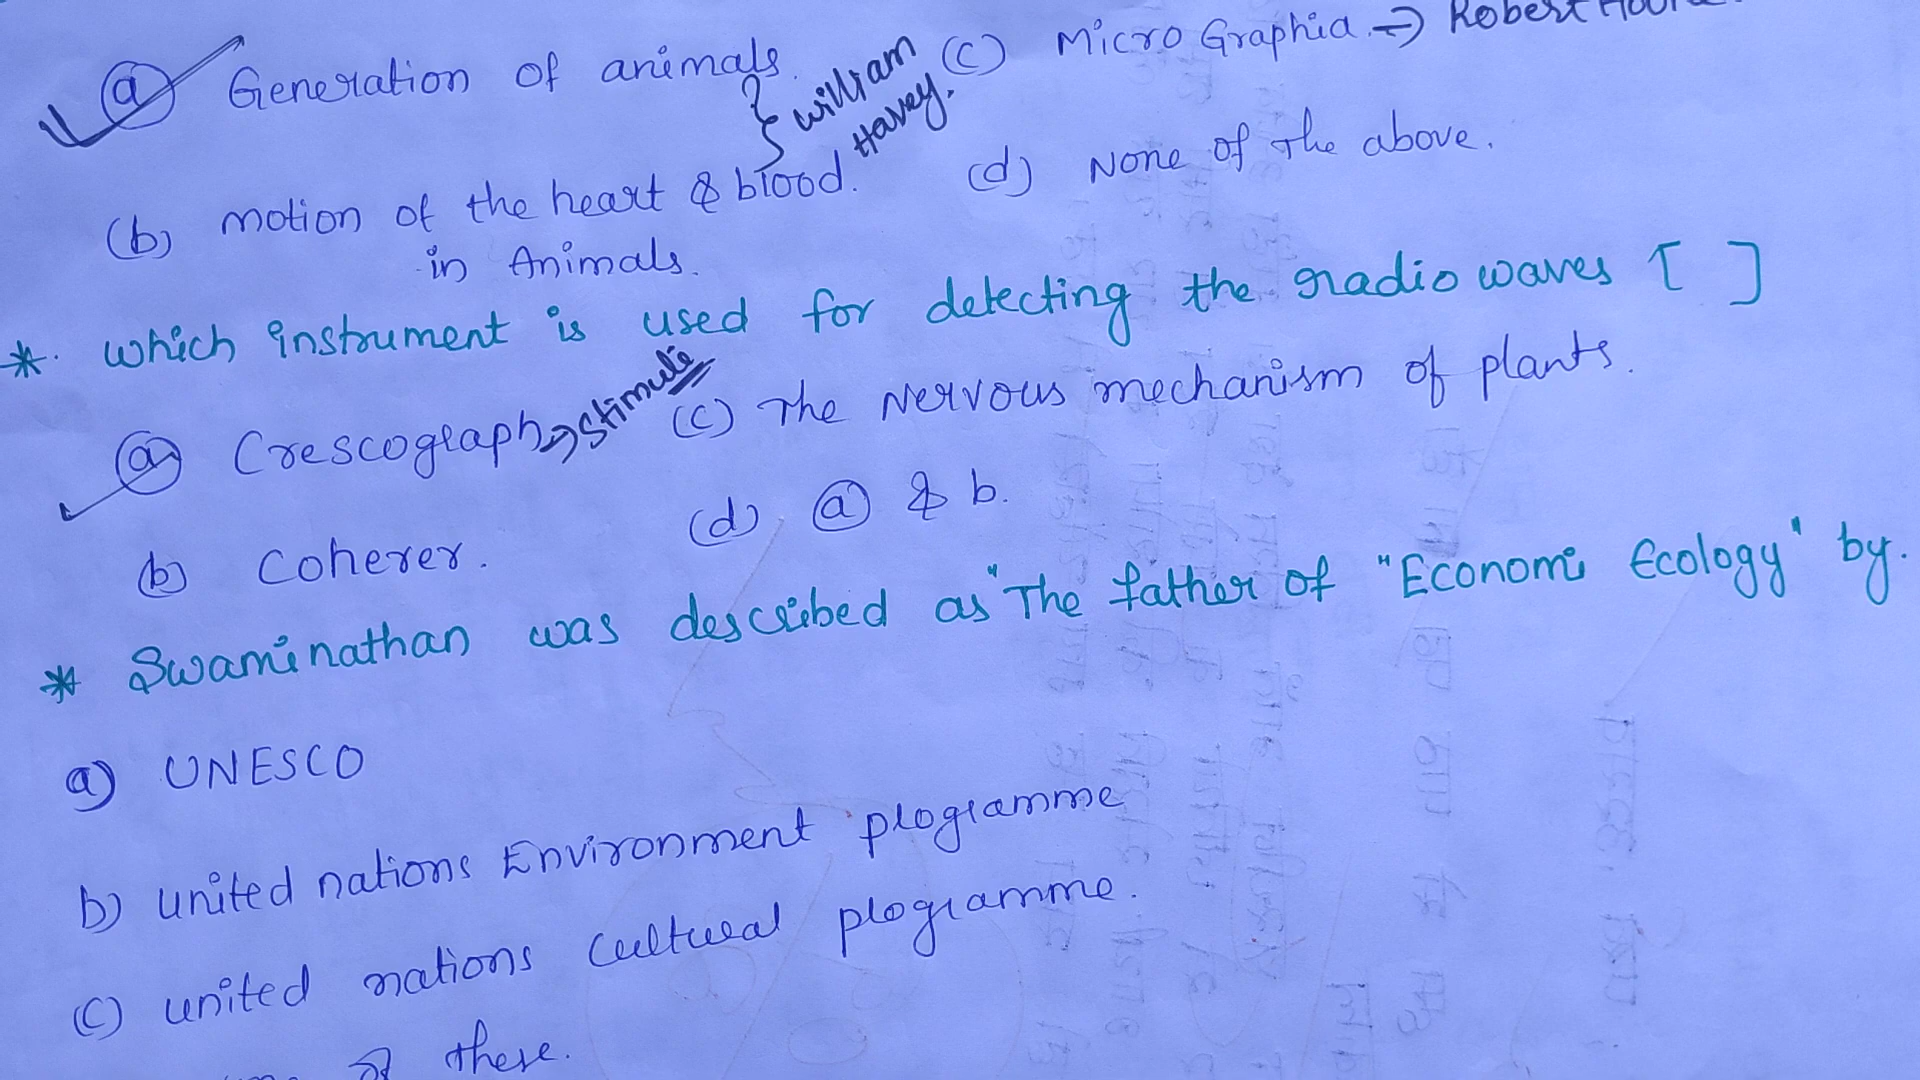 (a) Generation of animals. (c) Micro Graphia → Robert
} William Harvey.
(b) motion of the heart & blood. (d) None of the above.
in Animals.
* which instrument is used for detecting the radio waves [ ]
(a) Crescograph → stimuli (c) The Nervous mechanism of plants.
(b) Coherer. (d) (a) & b.
* Swaminathan was described as "The father of "Economi Ecology" by.
a) UNESCO
b) united nations Environment programme
(c) united nations Cultural programme.
of these.